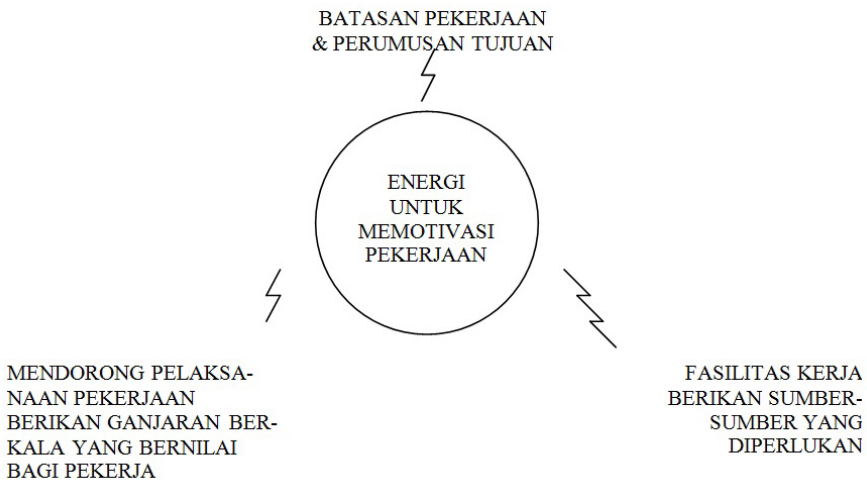 BATASAN PEKERJAAN
& PERUMUSAN TUJUAN
ENERGI
UNTUK
MEMOTIVASI
PEKERJAAN
MENDORONG PELAKSA-
NAAN PEKERJAAN
BERIKAN GANJARAN BER-
KALA YANG BERNILAI
BAGI PEKERJA
FASILITAS KERJA
BERIKAN SUMBER-
SUMBER YANG
DIPERLUKAN